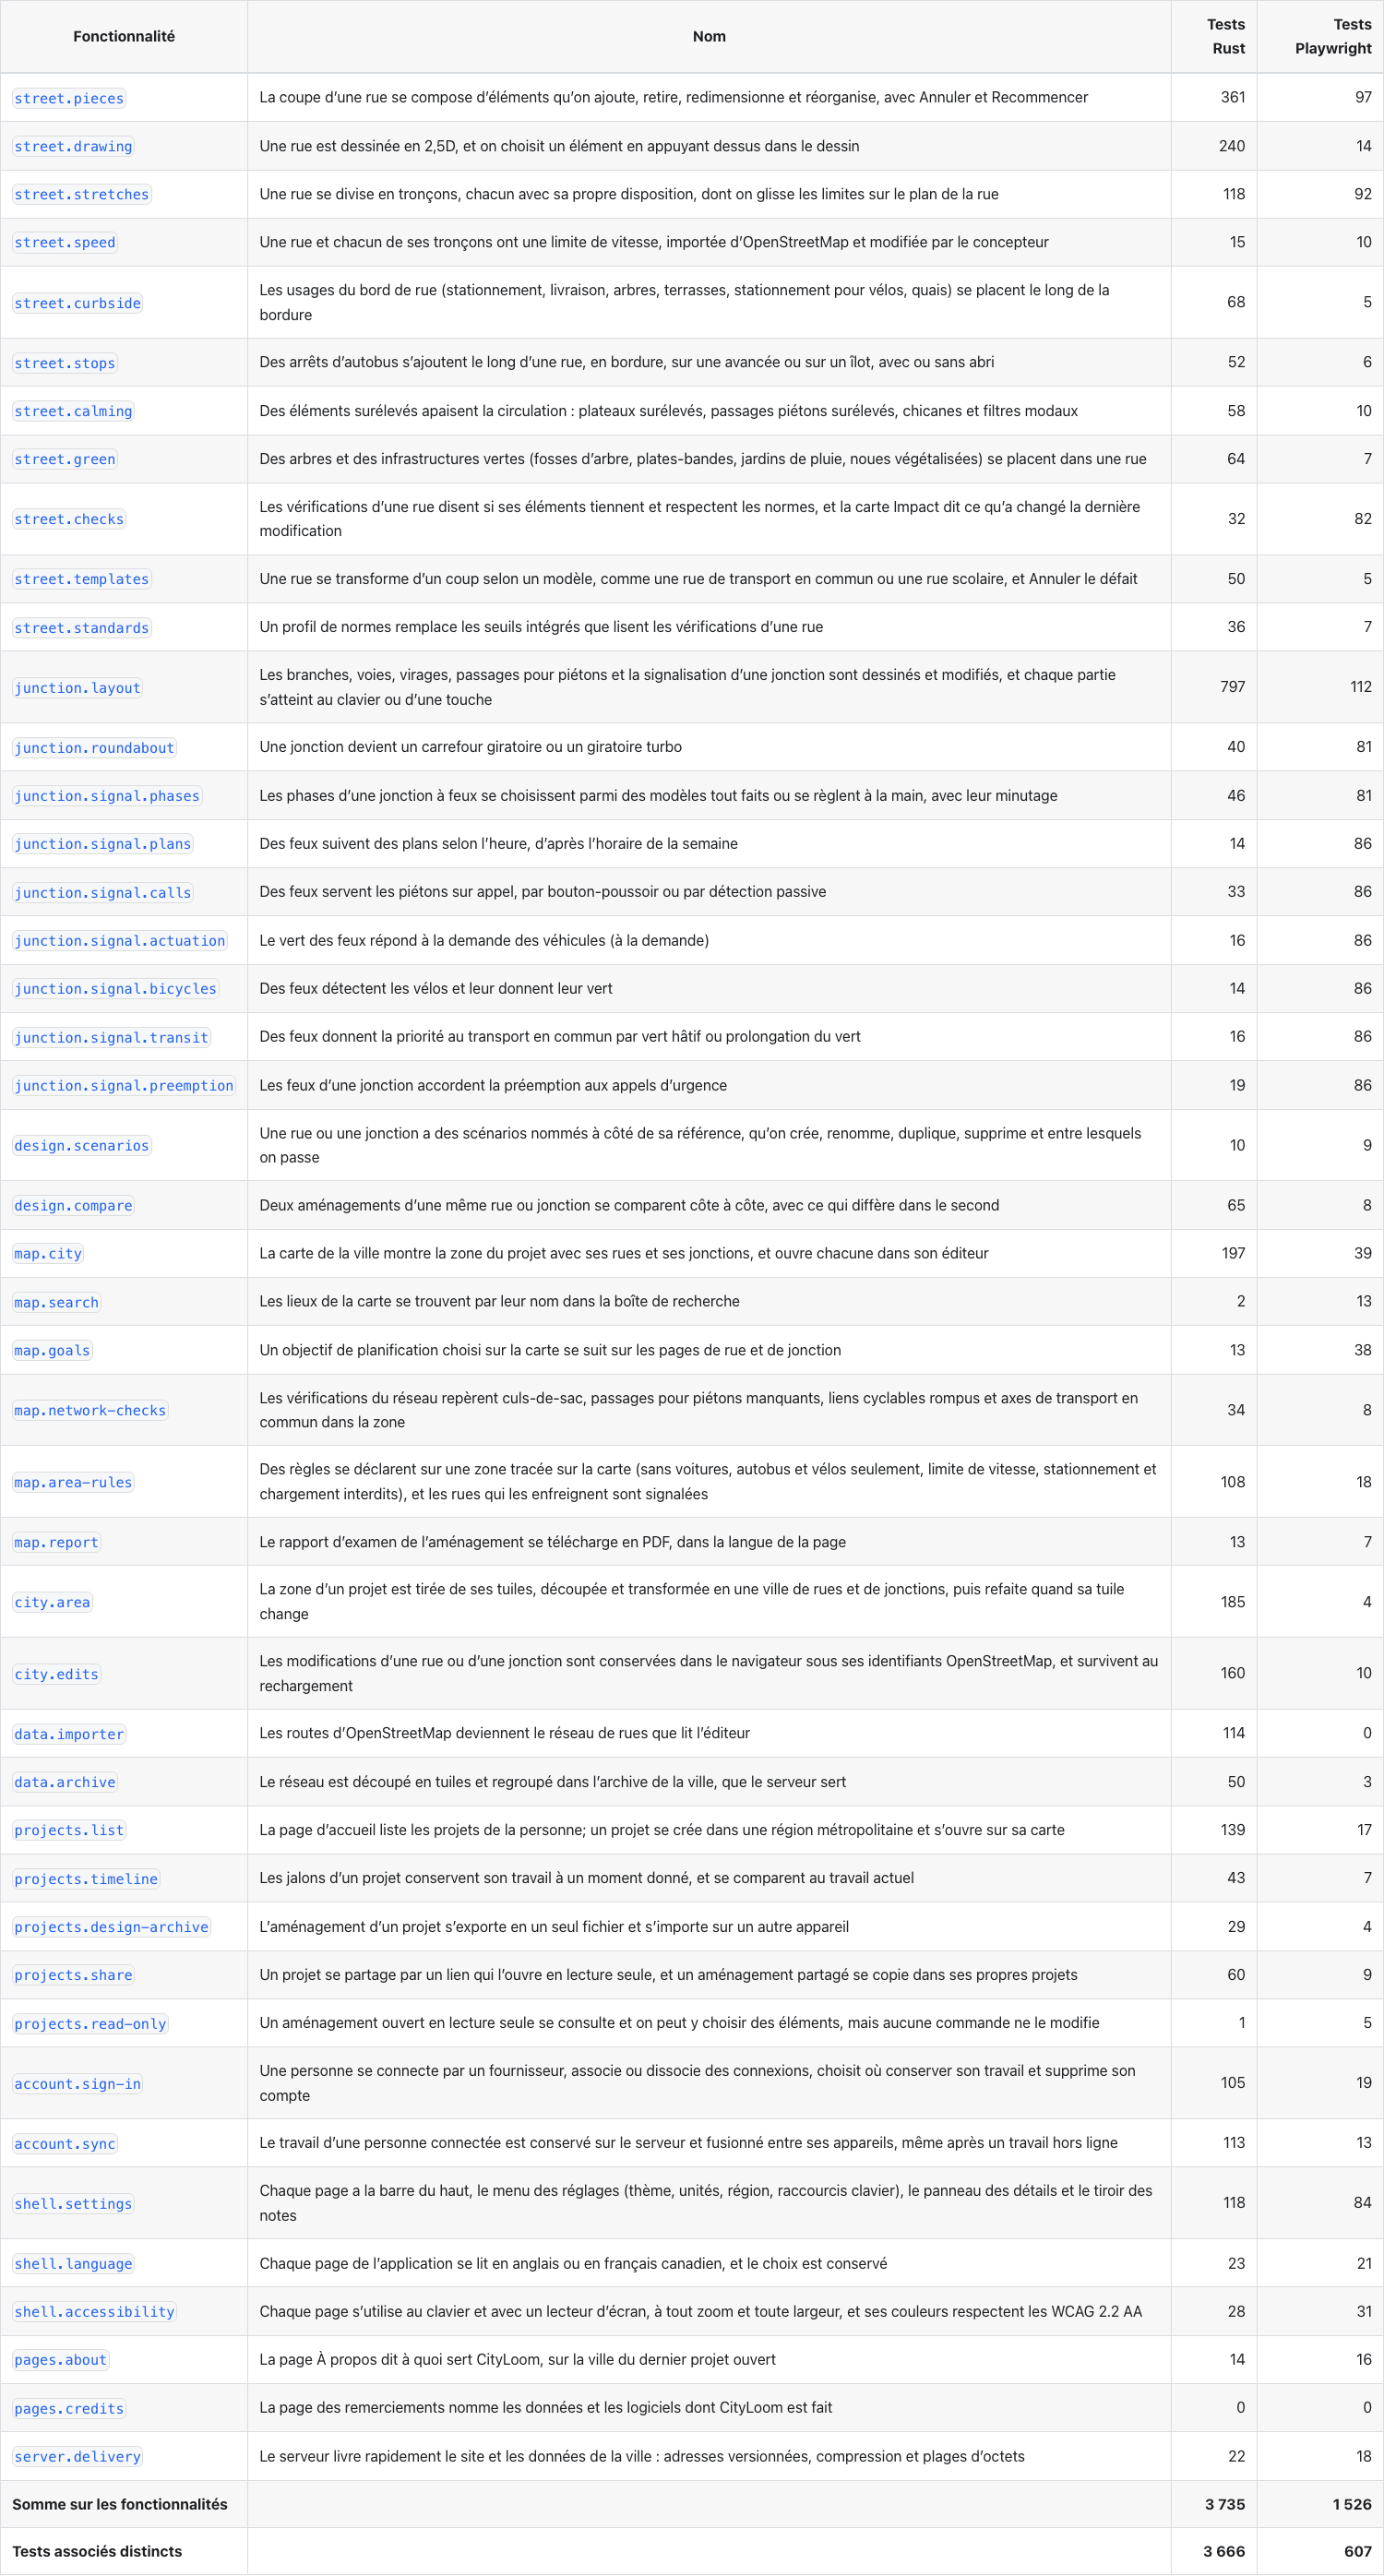 Fonctionnalité Nom Tests Rust Tests Playwright
street.pieces La coupe d’une rue se compose d’éléments qu’on ajoute, retire, redimensionne et réorganise, avec Annuler et Recommencer 361 97
street.drawing Une rue est dessinée en 2,5D, et on choisit un élément en appuyant dessus dans le dessin 240 14
street.stretches Une rue se divise en tronçons, chacun avec sa propre disposition, dont on glisse les limites sur le plan de la rue 118 92
street.speed Une rue et chacun de ses tronçons ont une limite de vitesse, importée d’OpenStreetMap et modifiée par le concepteur 15 10
street.curbside Les usages du bord de rue (stationnement, livraison, arbres, terrasses, stationnement pour vélos, quais) se placent le long de la
bordure 68 5
street.stops Des arrêts d’autobus s’ajoutent le long d’une rue, en bordure, sur une avancée ou sur un îlot, avec ou sans abri 52 6
street.calming Des éléments surélevés apaisent la circulation : plateaux surélevés, passages piétons surélevés, chicanes et filtres modaux 58 10
street.green Des arbres et des infrastructures vertes (fosses d’arbre, plates-bandes, jardins de pluie, noues végétalisées) se placent dans une rue 64 7
street.checks Les vérifications d’une rue disent si ses éléments tiennent et respectent les normes, et la carte Impact dit ce qu’a changé la dernière
modification 32 82
street.templates Une rue se transforme d’un coup selon un modèle, comme une rue de transport en commun ou une rue scolaire, et Annuler le défait 50 5
street.standards Un profil de normes remplace les seuils intégrés que lisent les vérifications d’une rue 36 7
junction.layout Les branches, voies, virages, passages pour piétons et la signalisation d’une jonction sont dessinés et modifiés, et chaque partie
s’atteint au clavier ou d’une touche 797 112
junction.roundabout Une jonction devient un carrefour giratoire ou un giratoire turbo 40 81
junction.signal.phases Les phases d’une jonction à feux se choisissent parmi des modèles tout faits ou se règlent à la main, avec leur minutage 46 81
junction.signal.plans Des feux suivent des plans selon l’heure, d’après l’horaire de la semaine 14 86
junction.signal.calls Des feux servent les piétons sur appel, par bouton-poussoir ou par détection passive 33 86
junction.signal.actuation Le vert des feux répond à la demande des véhicules (à la demande) 16 86
junction.signal.bicycles Des feux détectent les vélos et leur donnent leur vert 14 86
junction.signal.transit Des feux donnent la priorité au transport en commun par vert hâtif ou prolongation du vert 16 86
junction.signal.preemption Les feux d’une jonction accordent la préemption aux appels d’urgence 19 86
design.scenarios Une rue ou une jonction a des scénarios nommés à côté de sa référence, qu’on crée, renomme, duplique, supprime et entre lesquels
on passe 10 9
design.compare Deux aménagements d’une même rue ou jonction se comparent côte à côte, avec ce qui diffère dans le second 65 8
map.city La carte de la ville montre la zone du projet avec ses rues et ses jonctions, et ouvre chacune dans son éditeur 197 39
map.search Les lieux de la carte se trouvent par leur nom dans la boîte de recherche 2 13
map.goals Un objectif de planification choisi sur la carte se suit sur les pages de rue et de jonction 13 38
map.network-checks Les vérifications du réseau repèrent culs-de-sac, passages pour piétons manquants, liens cyclables rompus et axes de transport en
commun dans la zone 34 8
map.area-rules Des règles se déclarent sur une zone tracée sur la carte (sans voitures, autobus et vélos seulement, limite de vitesse, stationnement et
chargement interdits), et les rues qui les enfreignent sont signalées 108 18
map.report Le rapport d’examen de l’aménagement se télécharge en PDF, dans la langue de la page 13 7
city.area La zone d’un projet est tirée de ses tuiles, découpée et transformée en une ville de rues et de jonctions, puis refaite quand sa tuile
change 185 4
city.edits Les modifications d’une rue ou d’une jonction sont conservées dans le navigateur sous ses identifiants OpenStreetMap, et survivent au
rechargement 160 10
data.importer Les routes d’OpenStreetMap deviennent le réseau de rues que lit l’éditeur 114 0
data.archive Le réseau est découpé en tuiles et regroupé dans l’archive de la ville, que le serveur sert 50 3
projects.list La page d’accueil liste les projets de la personne; un projet se crée dans une région métropolitaine et s’ouvre sur sa carte 139 17
projects.timeline Les jalons d’un projet conservent son travail à un moment donné, et se comparent au travail actuel 43 7
projects.design-archive L’aménagement d’un projet s’exporte en un seul fichier et s’importe sur un autre appareil 29 4
projects.share Un projet se partage par un lien qui l’ouvre en lecture seule, et un aménagement partagé se copie dans ses propres projets 60 9
projects.read-only Un aménagement ouvert en lecture seule se consulte et on peut y choisir des éléments, mais aucune commande ne le modifie 1 5
account.sign-in Une personne se connecte par un fournisseur, associe ou dissocie des connexions, choisit où conserver son travail et supprime son
compte 105 19
account.sync Le travail d’une personne connectée est conservé sur le serveur et fusionné entre ses appareils, même après un travail hors ligne 113 13
shell.settings Chaque page a la barre du haut, le menu des réglages (thème, unités, région, raccourcis clavier), le panneau des détails et le tiroir des
notes 118 84
shell.language Chaque page de l’application se lit en anglais ou en français canadien, et le choix est conservé 23 21
shell.accessibility Chaque page s’utilise au clavier et avec un lecteur d’écran, à tout zoom et toute largeur, et ses couleurs respectent les WCAG 2.2 AA 28 31
pages.about La page À propos dit à quoi sert CityLoom, sur la ville du dernier projet ouvert 14 16
pages.credits La page des remerciements nomme les données et les logiciels dont CityLoom est fait 0 0
server.delivery Le serveur livre rapidement le site et les données de la ville : adresses versionnées, compression et plages d’octets 22 18
Somme sur les fonctionnalités 3 735 1 526
Tests associés distincts 3 666 607